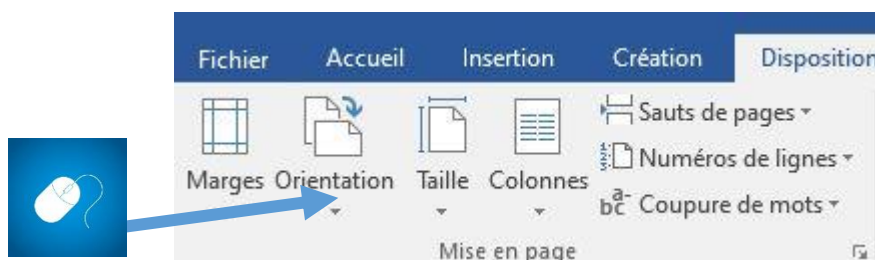 Fichier Accueil Insertion Création Disposition
Sauts de pages
Numéros de lignes
Marges Orientation Taille Colonnes
Coupure de mots
Mise en page